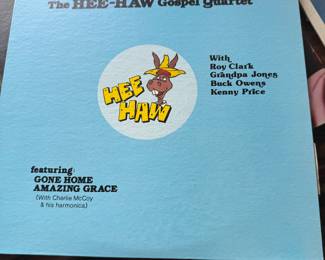 The HEE-HAW Gospel Quartet
With
Roy Clark
Grandpa Jones
Buck Owens
Kenny Price
HEE
HAW
featuring:
GONE HOME
AMAZING GRACE
(With Charlie McCoy
& his harmonica)